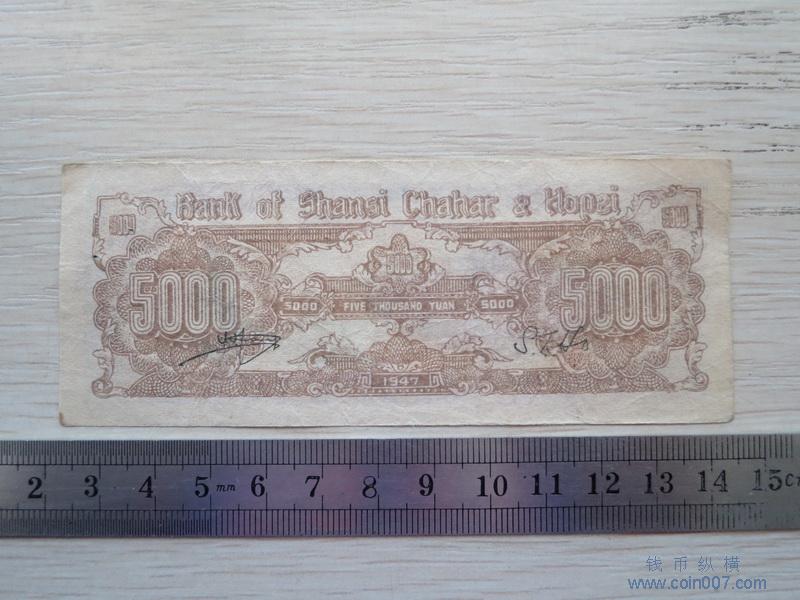 Bank of Shansi Chahar & Hopei
500
5000 5000
5000 FIVE THOUSAND YUAN 5000
1947
2 3 4 5 mm 6 7 8 9 10 11 12 13 14 15 c
钱币纵横
www.coin007.com